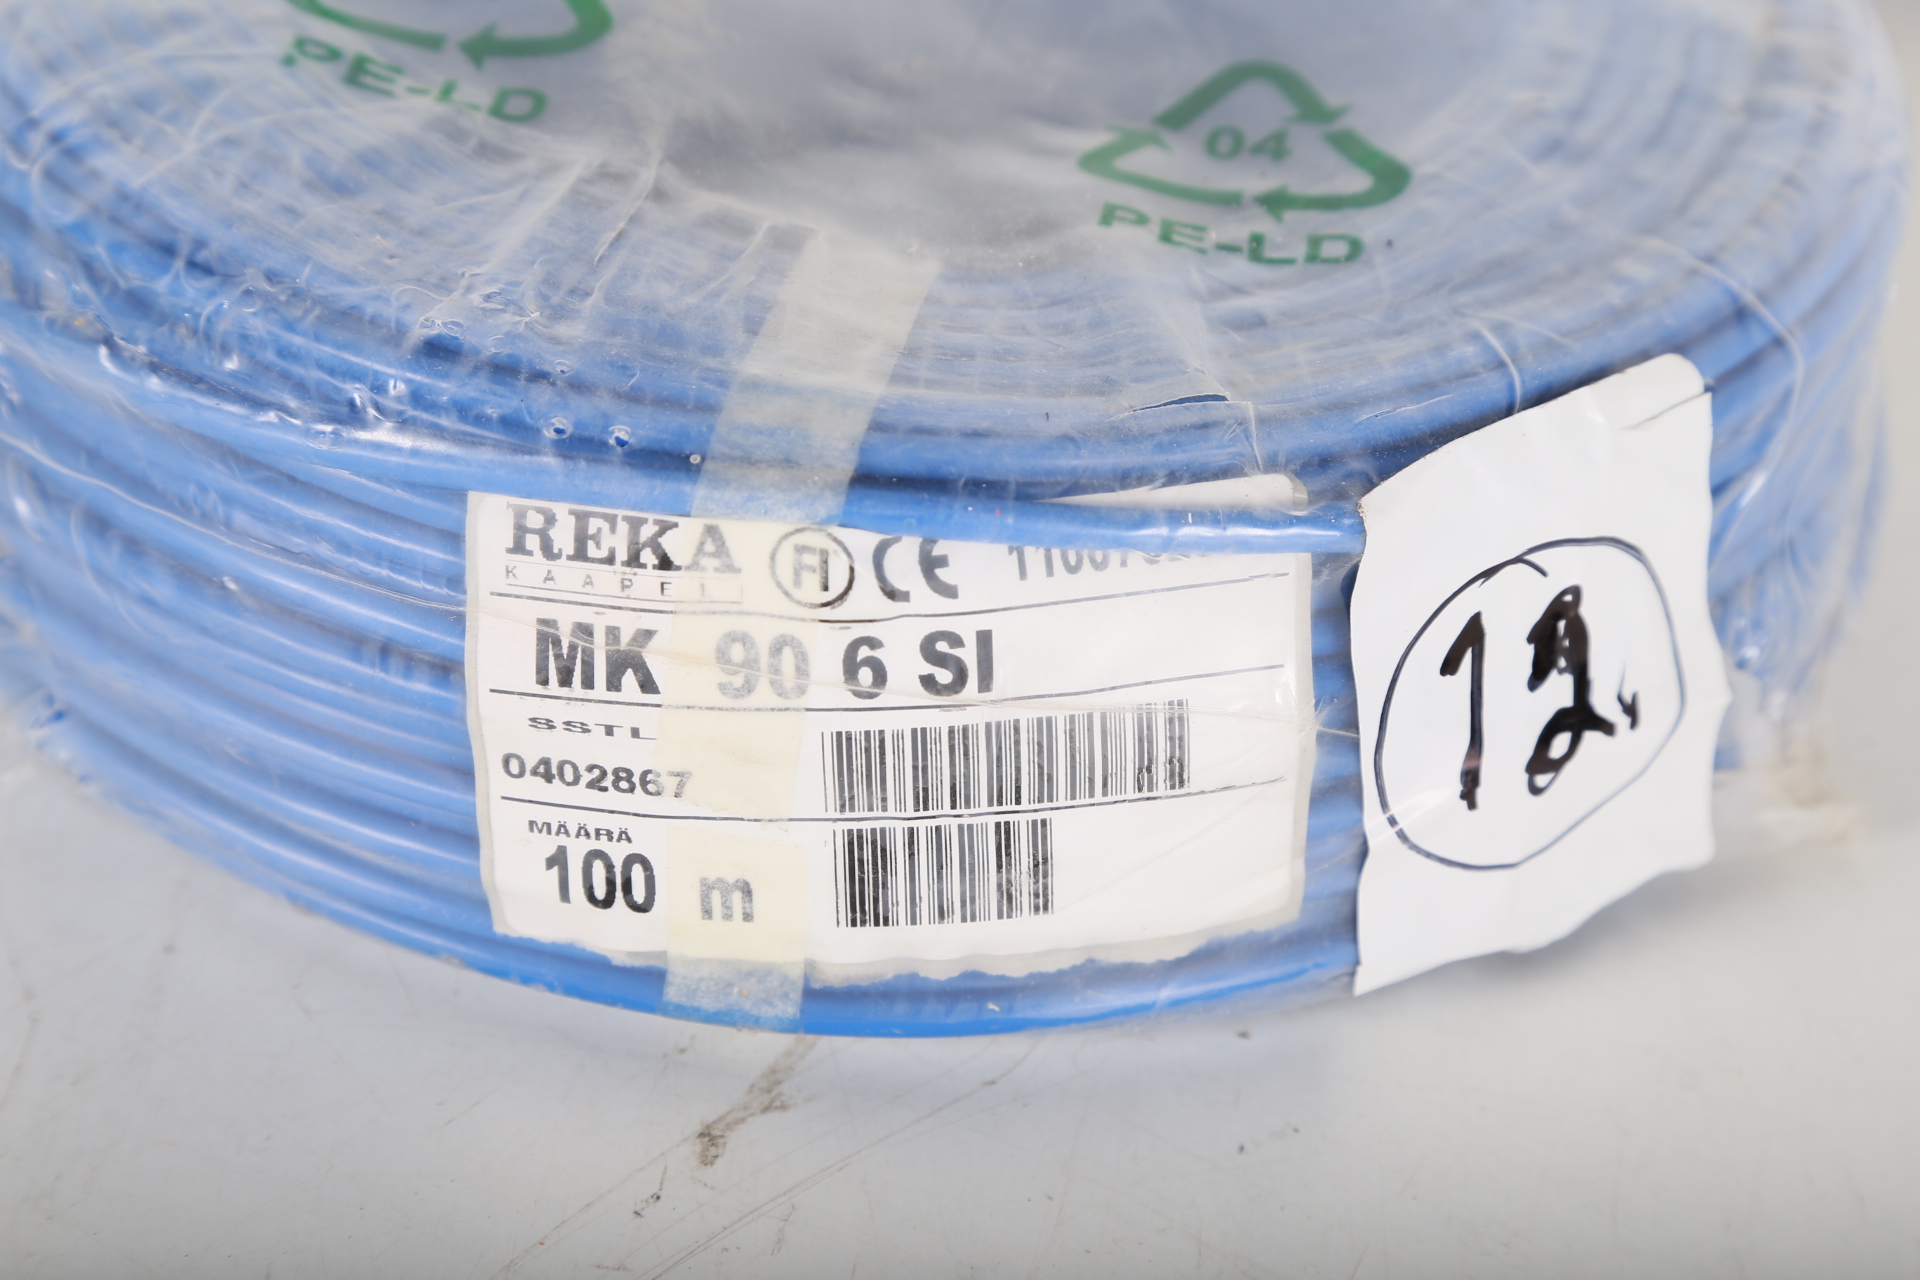 PE-LD
04
PE-LD
REKA
KAAPELI
FI CE
MK 90 6 SI
SSTL
0402867
MÄÄRÄ
100 m
12